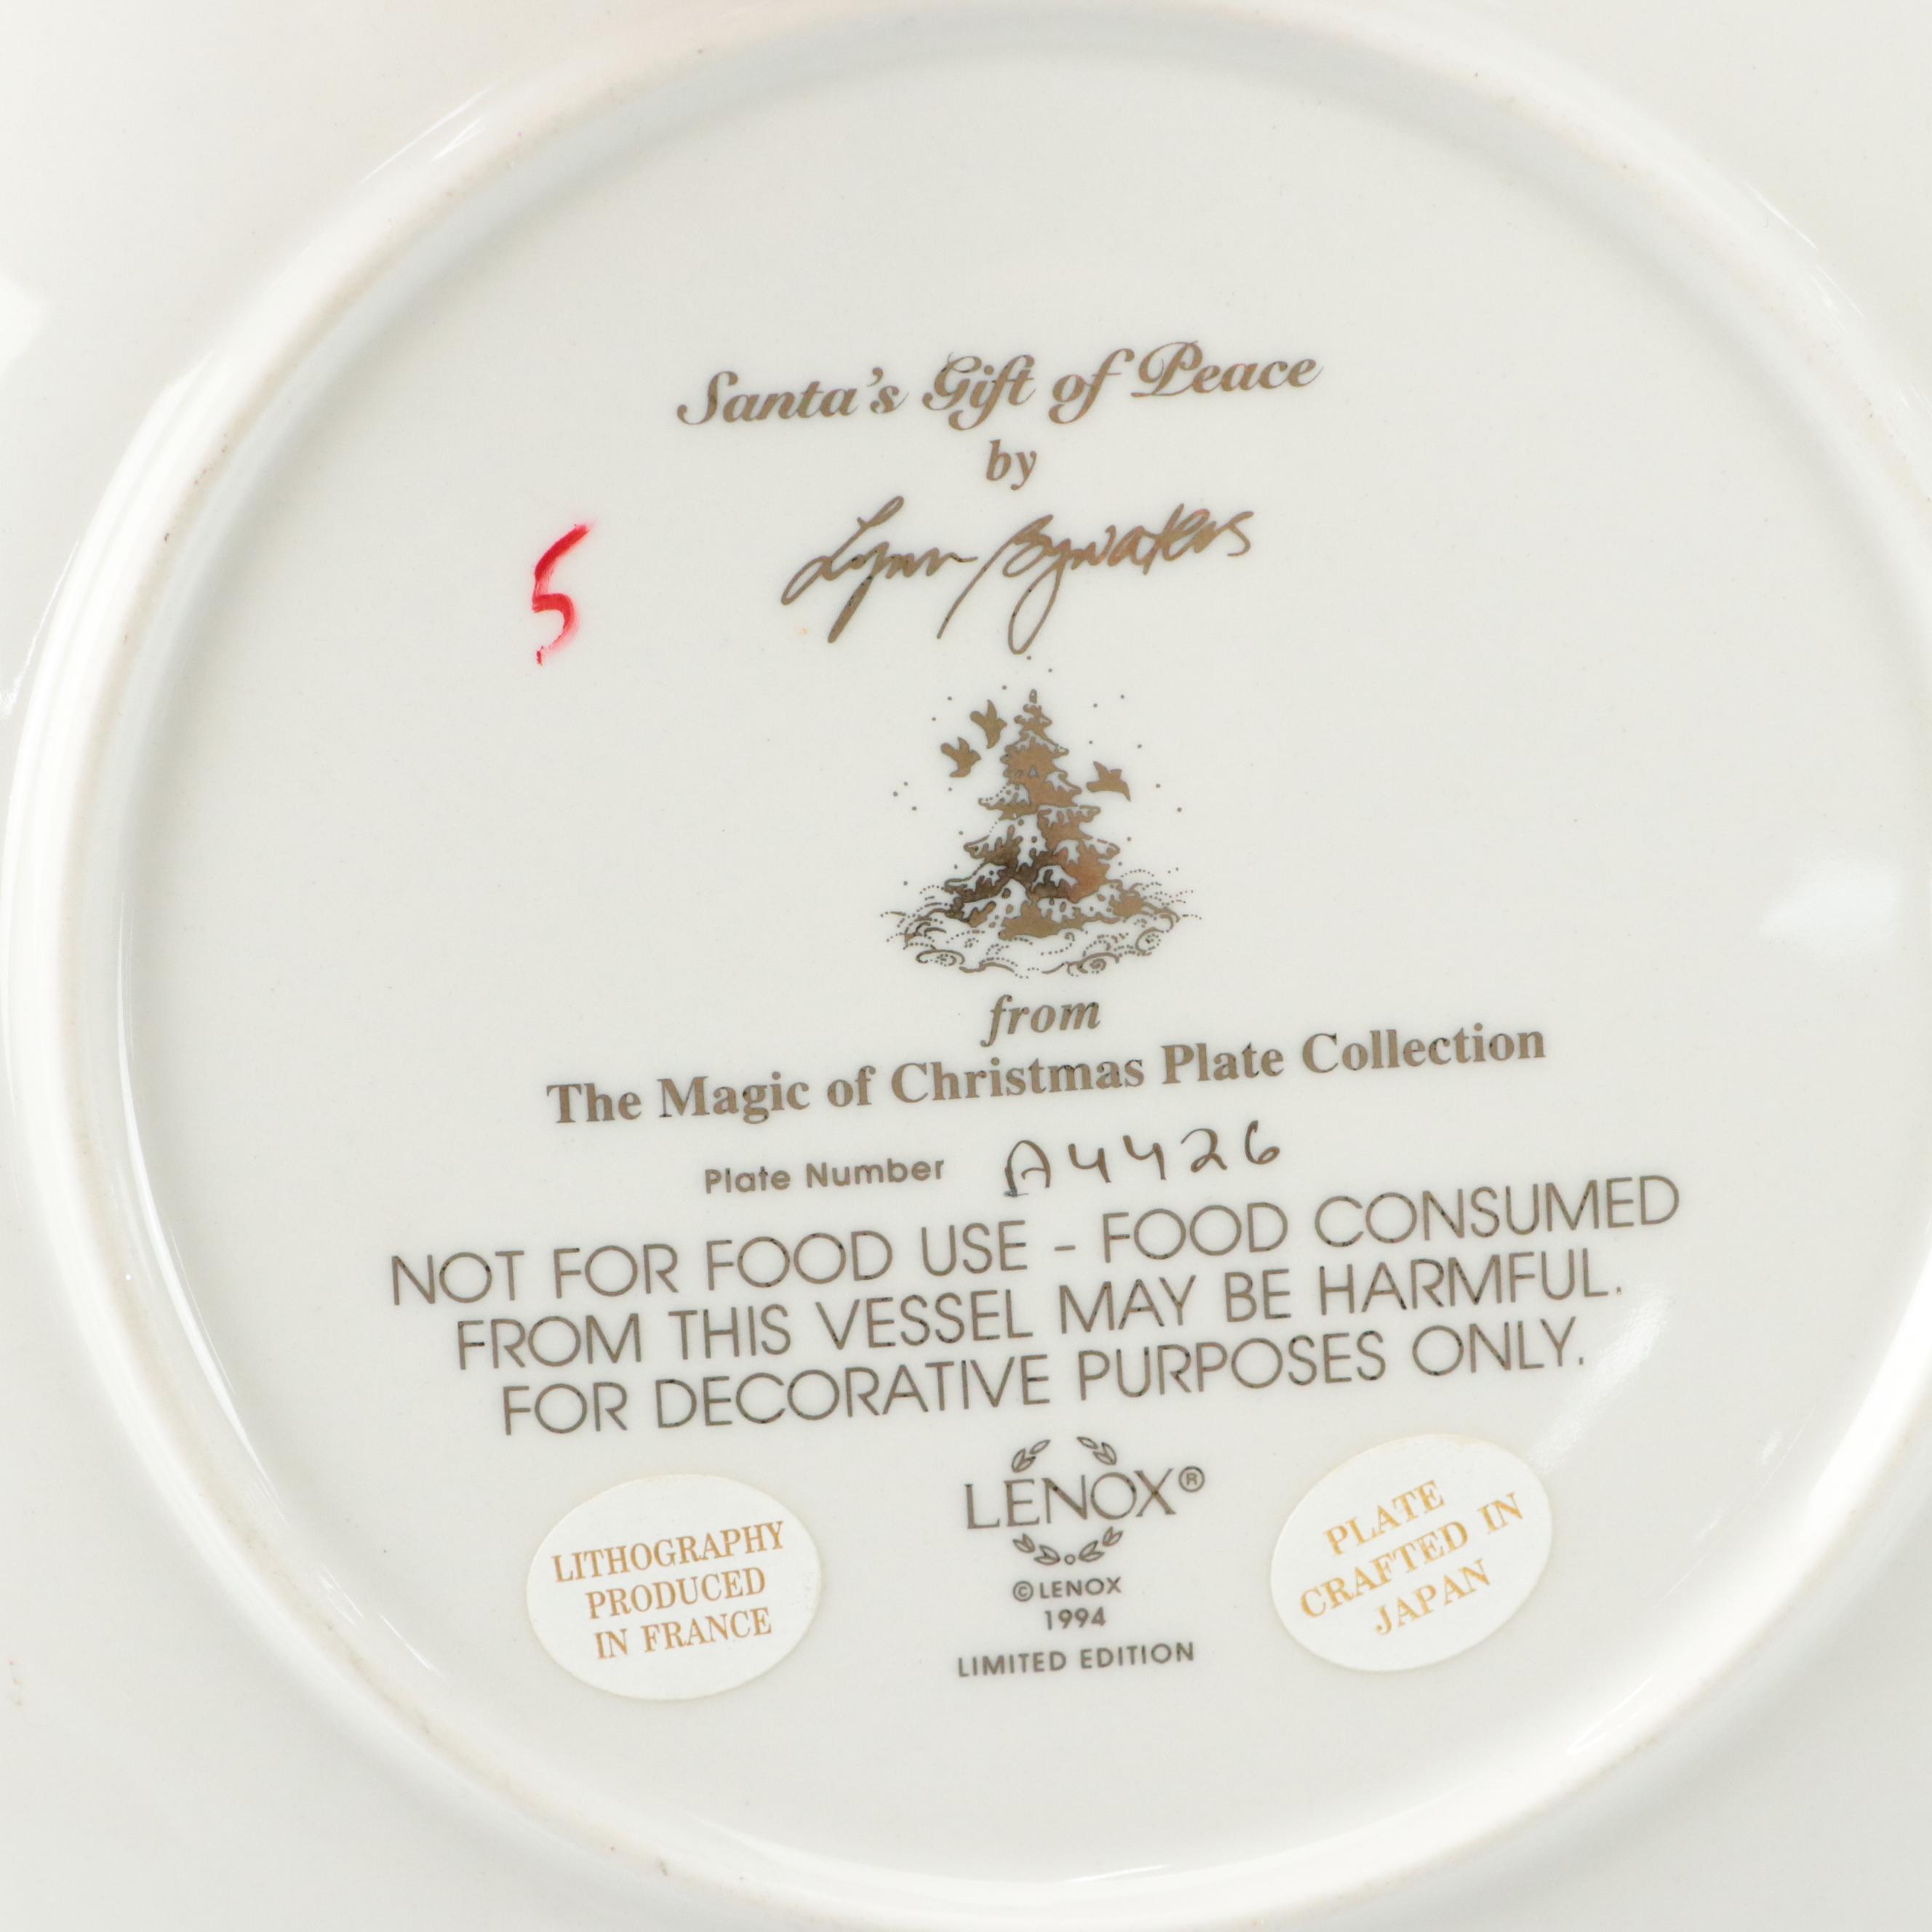 Santa's Gift of Peace
by
Lynn Bywaters
5
from
The Magic of Christmas Plate Collection
Plate Number A4426
NOT FOR FOOD USE - FOOD CONSUMED
FROM THIS VESSEL MAY BE HARMFUL.
FOR DECORATIVE PURPOSES ONLY.
LENOX®
© LENOX
1994
LIMITED EDITION
LITHOGRAPHY
PRODUCED
IN FRANCE
PLATE
CRAFTED IN
JAPAN